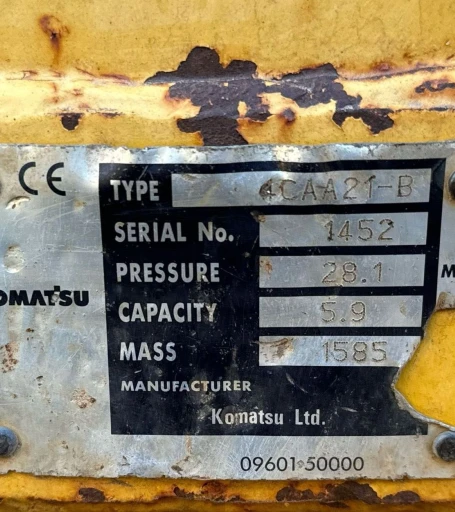 CE
TYPE 4CAA21-B
SERIAL No. 1452
PRESSURE 28.1
M
OMATSU
CAPACITY 5.9
MASS 1585
MANUFACTURER
Komatsu Ltd.
09601-50000